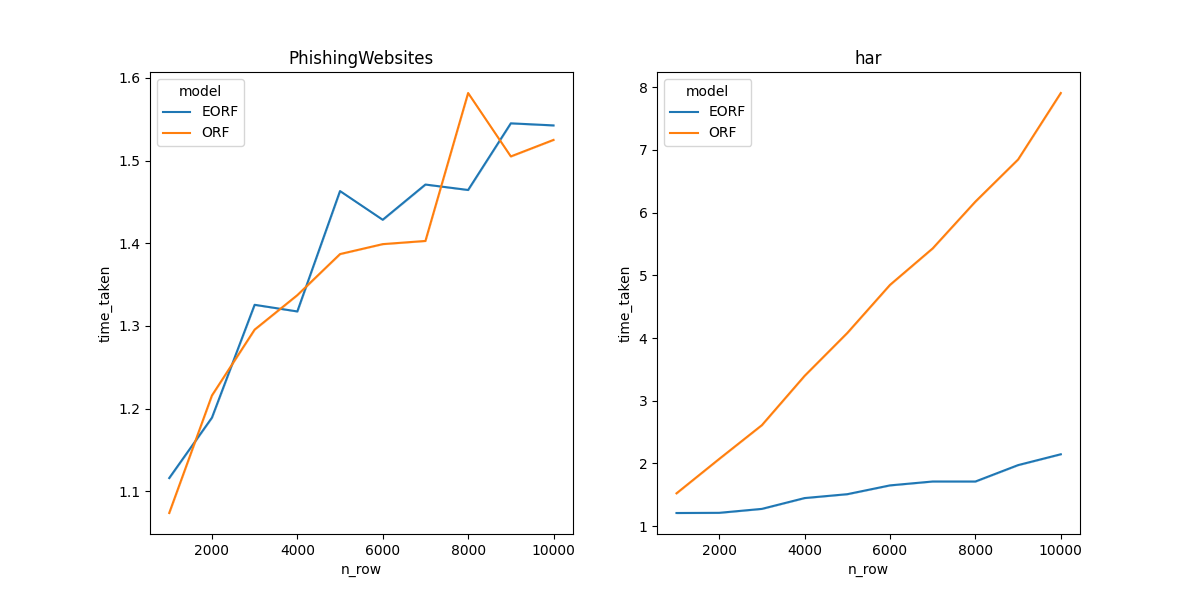 PhishingWebsites
model
EORF
ORF
1.6
1.5
1.4
1.3
1.2
1.1
time_taken
2000 4000 6000 8000 10000
n_row
har
model
EORF
ORF
8
7
6
5
4
3
2
1
time_taken
2000 4000 6000 8000 10000
n_row